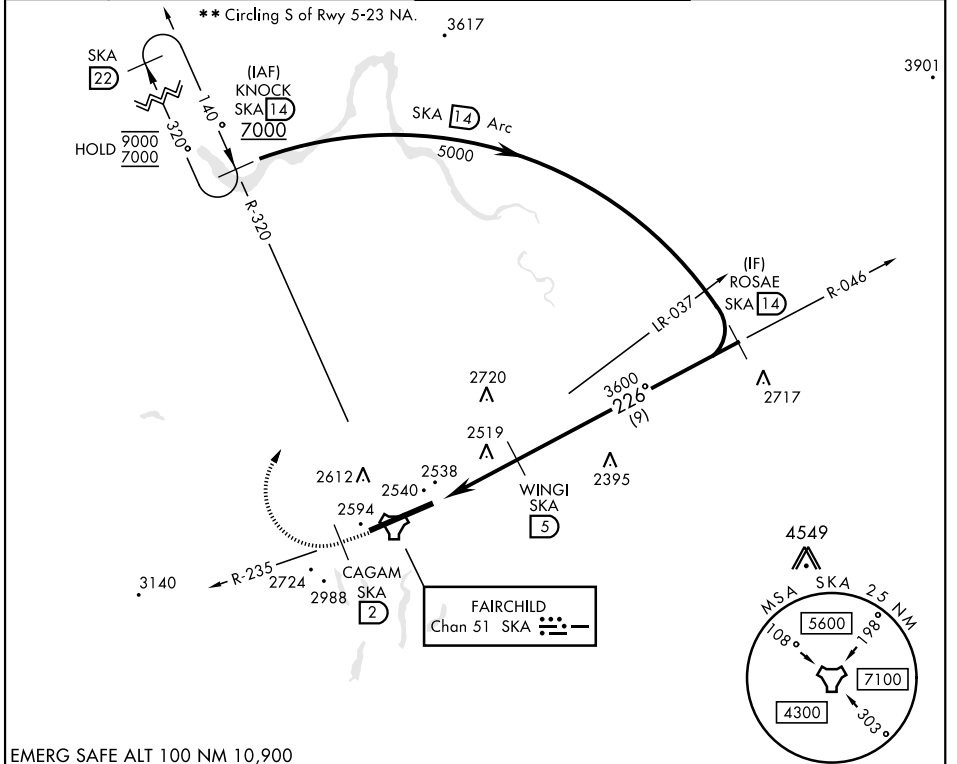 ** Circling S of Rwy 5-23 NA.
3617
3901
SKA
22
(IAF)
KNOCK
SKA 14
7000
140°
320°
HOLD 9000
7000
SKA 14 Arc
5000
R-320
(IF)
ROSAE
SKA 14
LR-037
R-046
2720
3600
226°
(9)
2717
2519
2395
2612
2538
2540
2594
WINGI
SKA
5
R-235
CAGAM
SKA
2
2724
2988
3140
FAIRCHILD
Chan 51 SKA
4549
MSA SKA 25 NM
108°
5600
198°
7100
4300
303°
EMERG SAFE ALT 100 NM 10,900